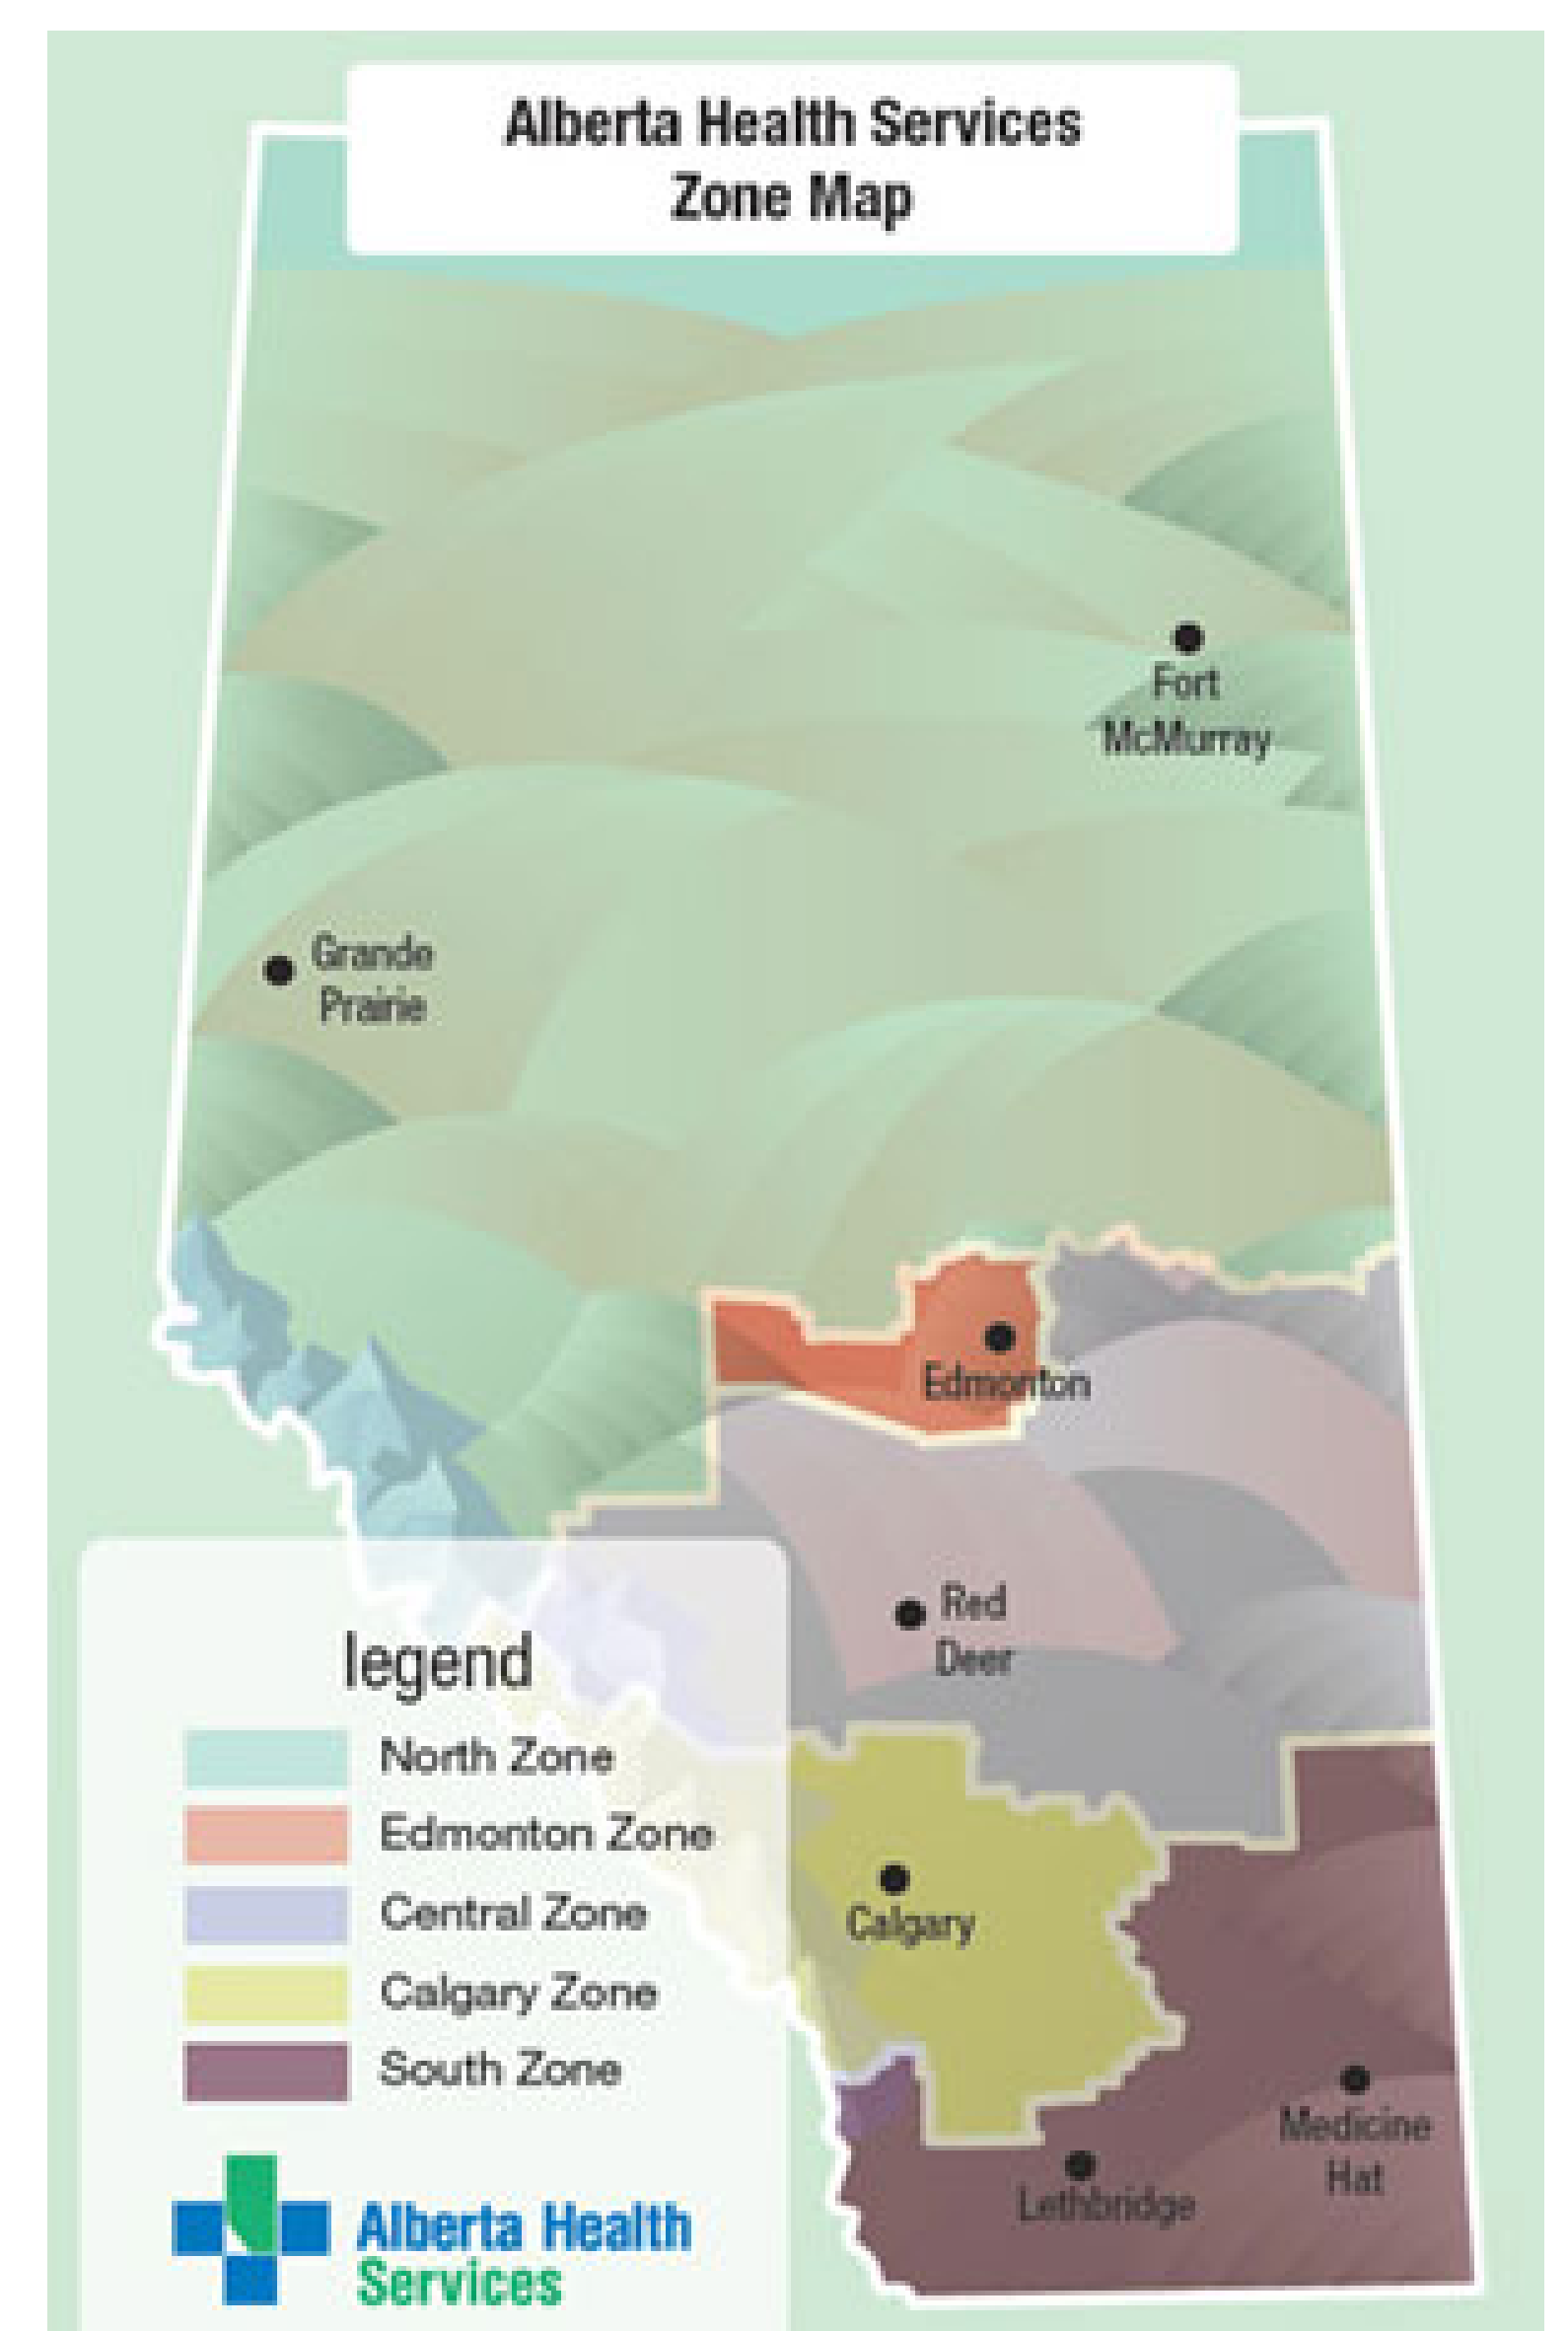 Alberta Health Services
Zone Map
Fort
McMurray
Grande
Prairie
Edmonton
Red
Deer
Calgary
Medicine
Hat
Lethbridge
legend
North Zone
Edmonton Zone
Central Zone
Calgary Zone
South Zone
Alberta Health
Services